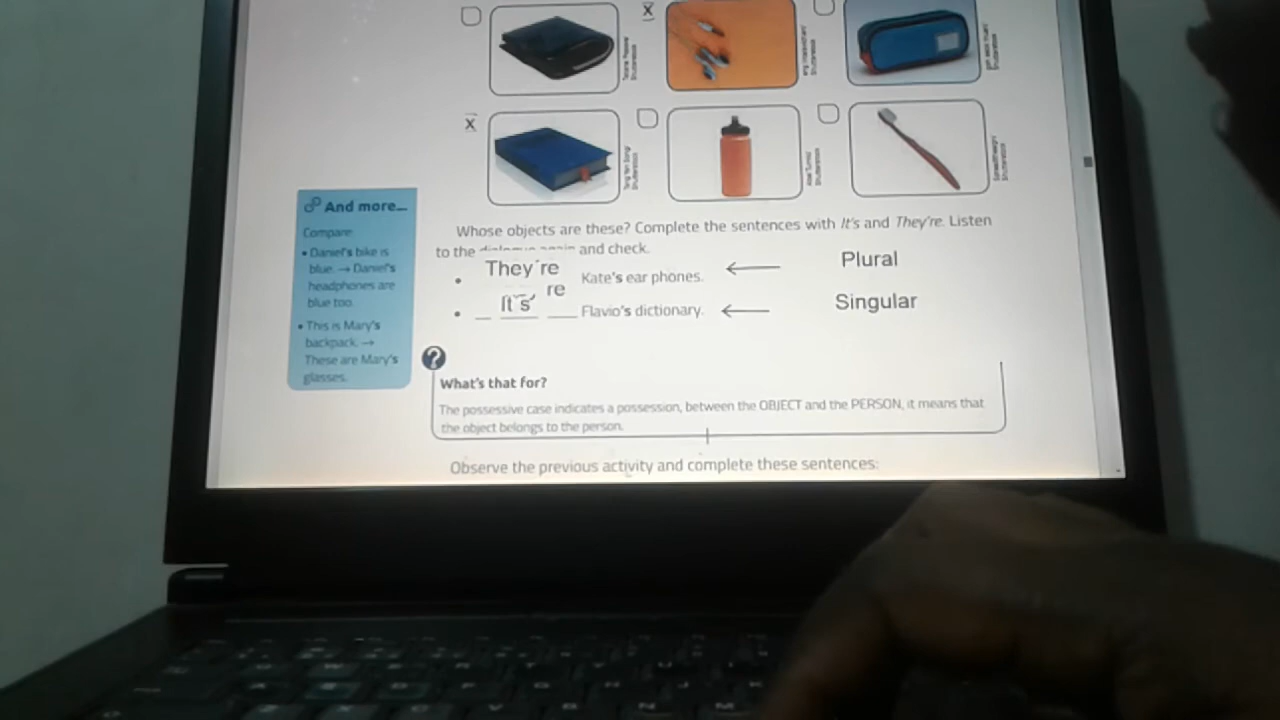 X
X
And more...
Compare:
• Daniel's bike is
blue. → Daniel's
headphones are
blue too.
• This is Mary's
backpack. →
These are Mary's
glasses.
Whose objects are these? Complete the sentences with It's and They're. Listen
to the dialogue again and check.
• They´re Kate's ear phones. ← Plural
re
• _ It´s ___ Flavio's dictionary. ← Singular
?
What's that for?
The possessive case indicates a possession, between the OBJECT and the PERSON, it means that
the object belongs to the person.
Observe the previous activity and complete these sentences: